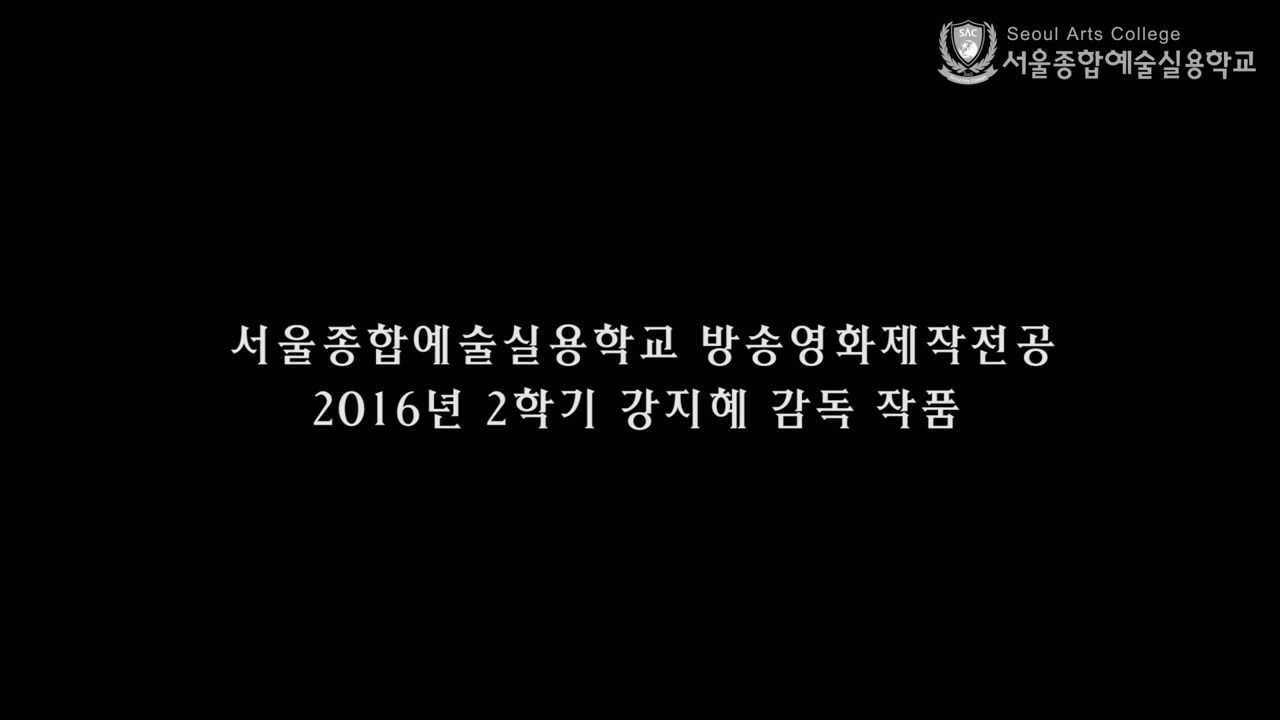 SAC
Seoul Arts College
서울종합예술실용학교
서울종합예술실용학교 방송영화제작전공
2016년 2학기 강지혜 감독 작품